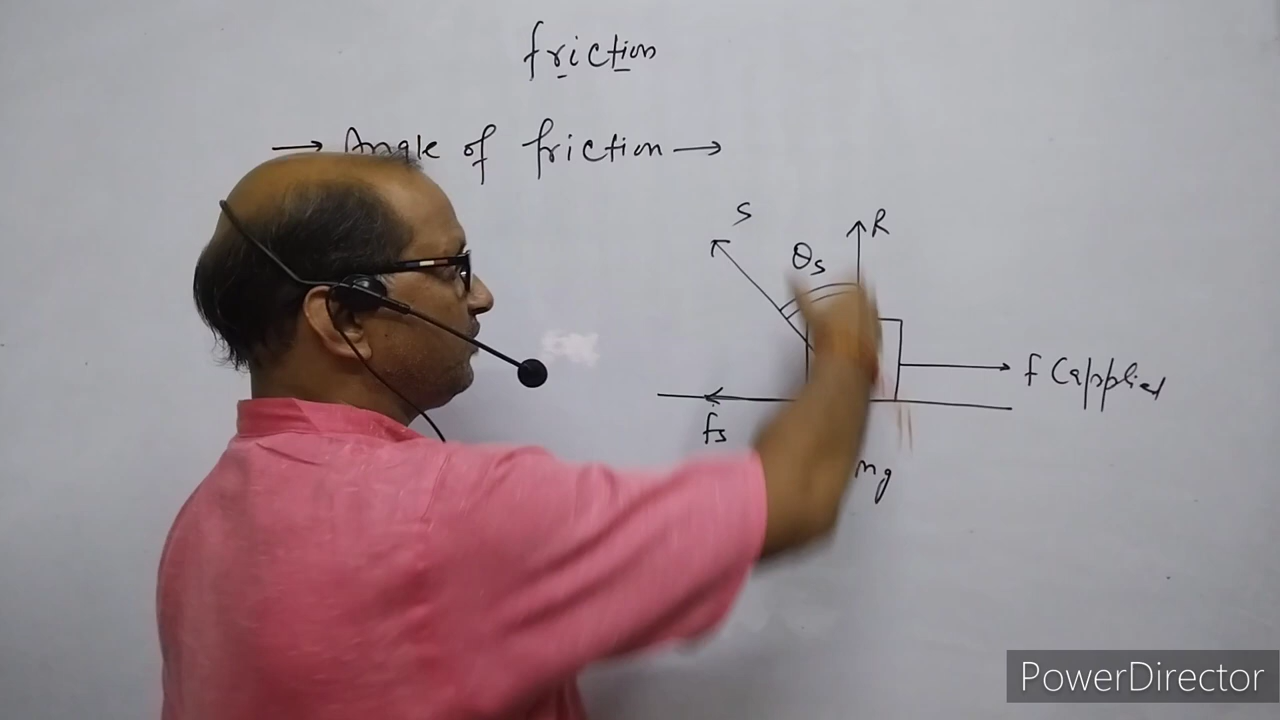 friction
→ Angle of friction →
S
R
θs
f (applied
fs
mg
PowerDirector